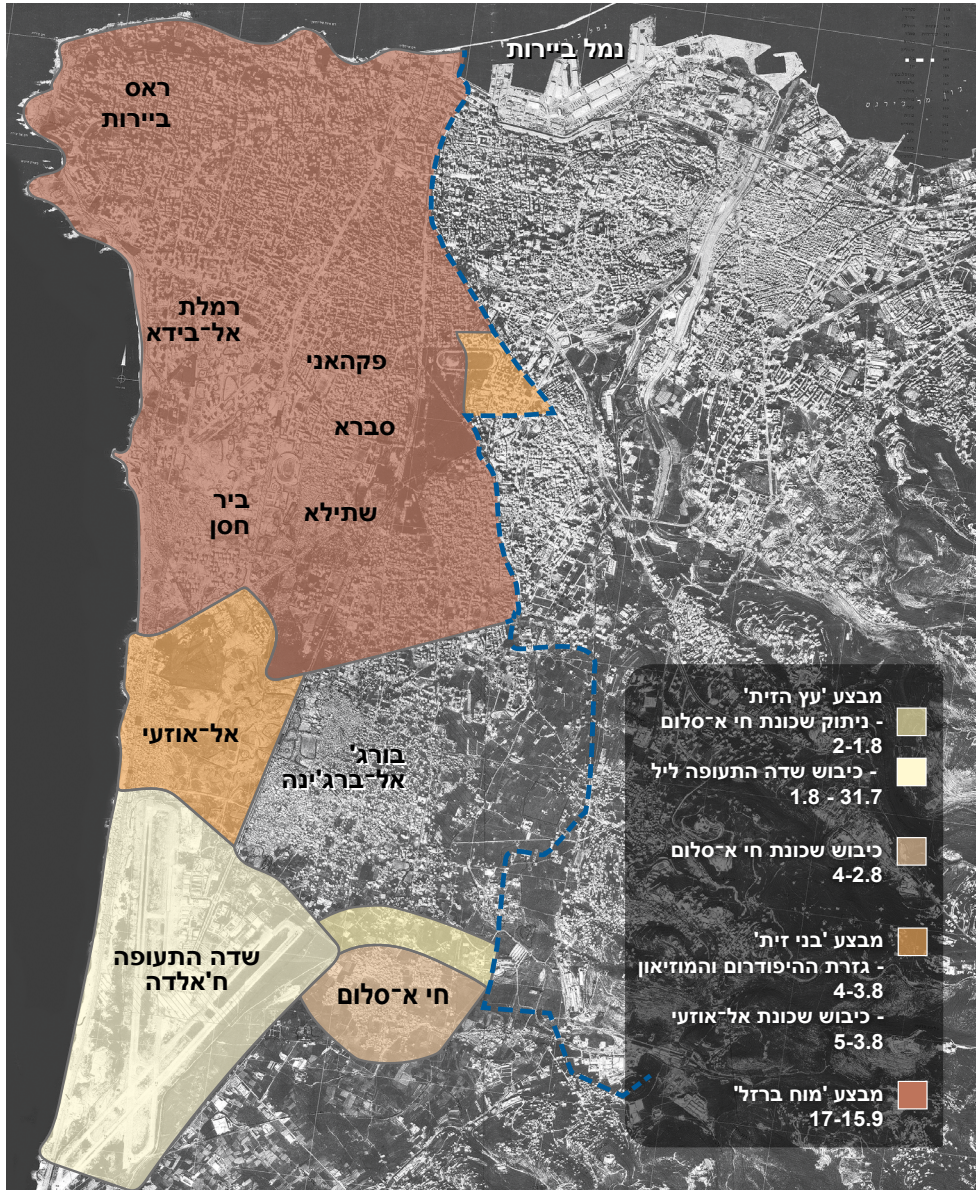 נמל ביירות
ראס
ביירות
רמלת
אל־בידא
פקהאני
סברא
ביר
חסן
שתילא
אל־אוזעי
בורג'
אל־ברג'ינה
שדה התעופה
ח'אלדה
חי א־סלום
מבצע 'עץ הזית'
- ניתוק שכונת חי א־סלום
2-1.8
- כיבוש שדה התעופה ליל
1.8 - 31.7
כיבוש שכונת חי א־סלום
4-2.8
מבצע 'בני זית'
- גזרת ההיפודרום והמוזיאון
4-3.8
- כיבוש שכונת אל־אוזעי
5-3.8
מבצע 'מוח ברזל'
17-15.9